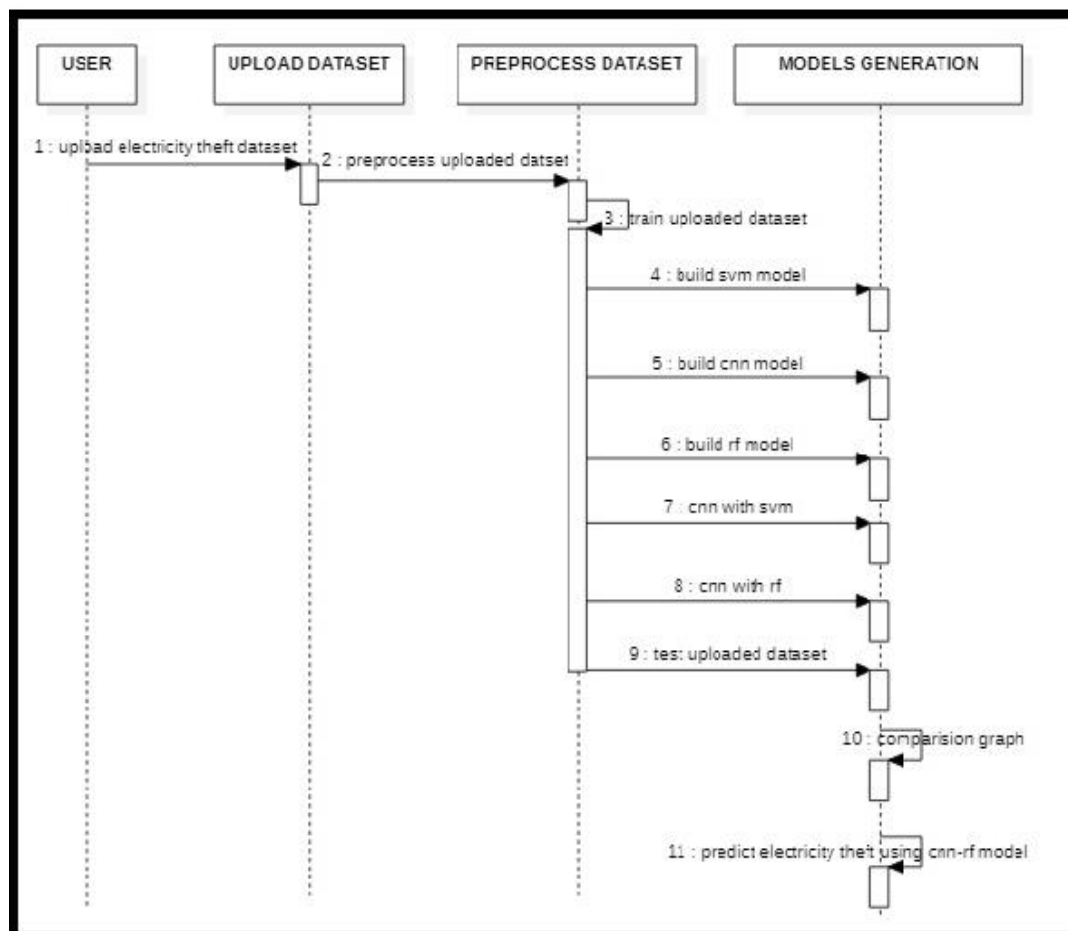 USER
UPLOAD DATASET
PREPROCESS DATASET
MODELS GENERATION
1 : upload electricity theft dataset
2 : preprocess uploaded datset
3 : train uploaded dataset
4 : build svm model
5 : build cnn model
6 : build rf model
7 : cnn with svm
8 : cnn with rf
9 : test uploaded dataset
10 : comparision graph
11 : predict electricity theft using cnn-rf model